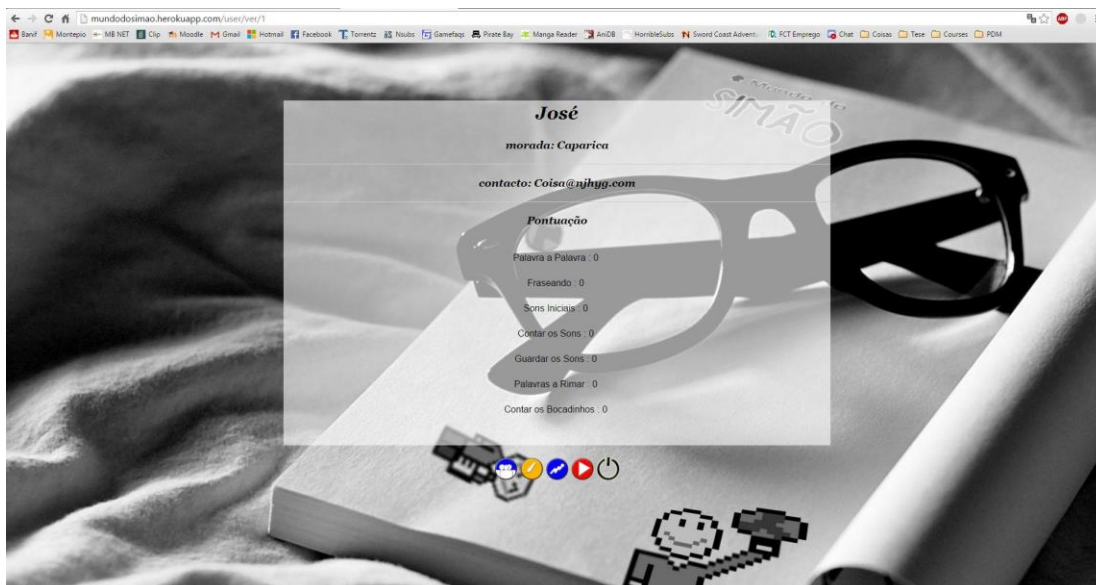 mundodosimao.herokuapp.com/user/ver/1
Banif Montepio MB NET Clip Moodle Gmail Hotmail Facebook Torrentz Nsubs Gamefaqs Pirate Bay Manga Reader AniDB HorribleSubs Sword Coast Advent FCT Emprego Chat Coisas Tese Courses PDM
Mundo do
SIMÃO
José
morada: Caparica
contacto: Coisa@njhyg.com
Pontuação
Palavra a Palavra : 0
Fraseando : 0
Sons Iniciais : 0
Contar os Sons : 0
Guardar os Sons : 0
Palavras a Rimar : 0
Contar os Bocadinhos : 0